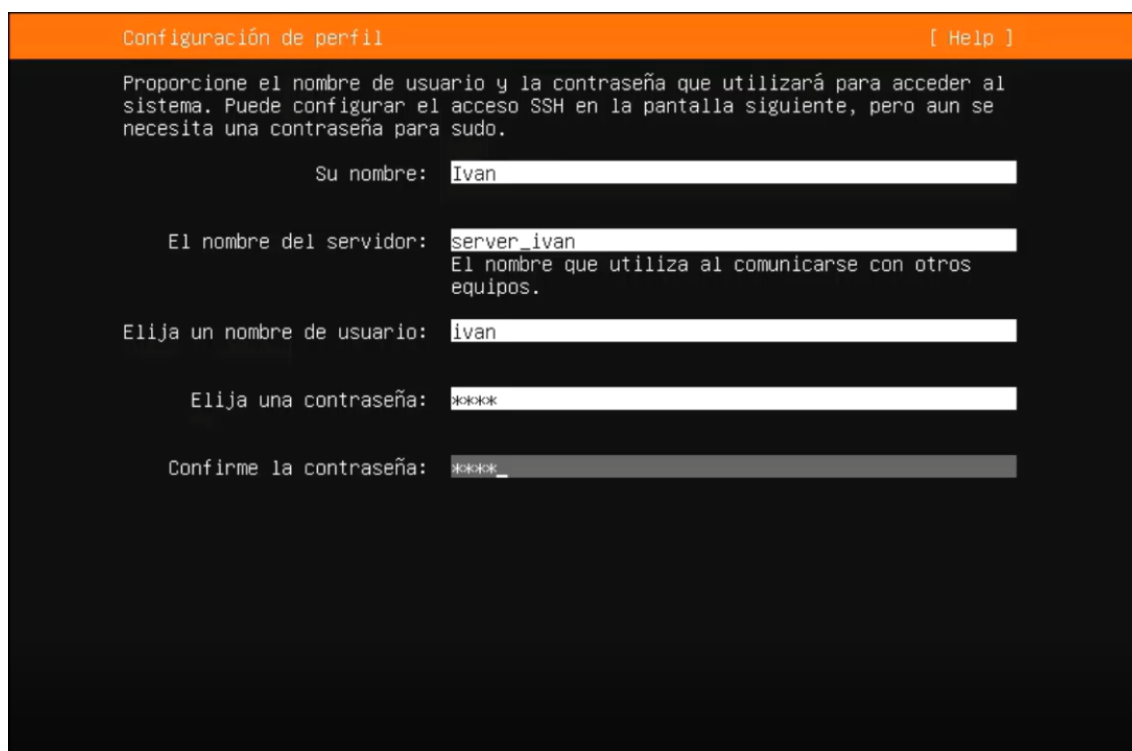 Configuración de perfil [ Help ]
Proporcione el nombre de usuario y la contraseña que utilizará para acceder al
sistema. Puede configurar el acceso SSH en la pantalla siguiente, pero aun se
necesita una contraseña para sudo.
Su nombre: Ivan
El nombre del servidor: server_ivan
El nombre que utiliza al comunicarse con otros
equipos.
Elija un nombre de usuario: ivan
Elija una contraseña: ****
Confirme la contraseña: ****_